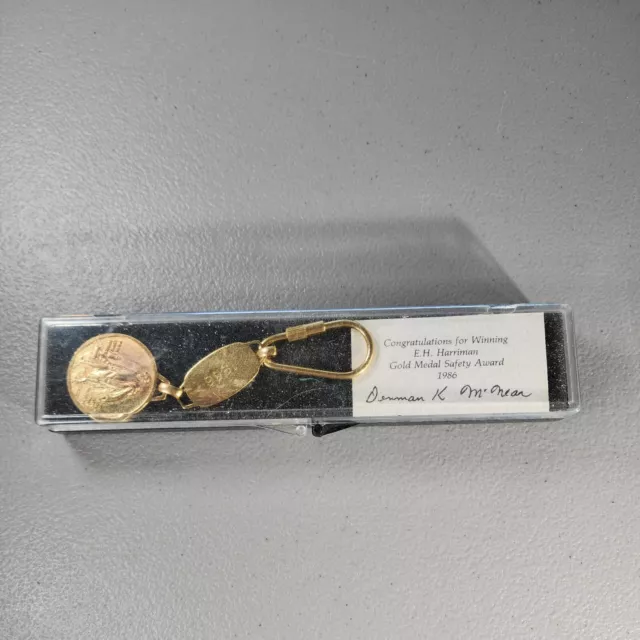 Congratulations for Winning
E.H. Harriman
Gold Medal Safety Award
1986
Denman K McNear